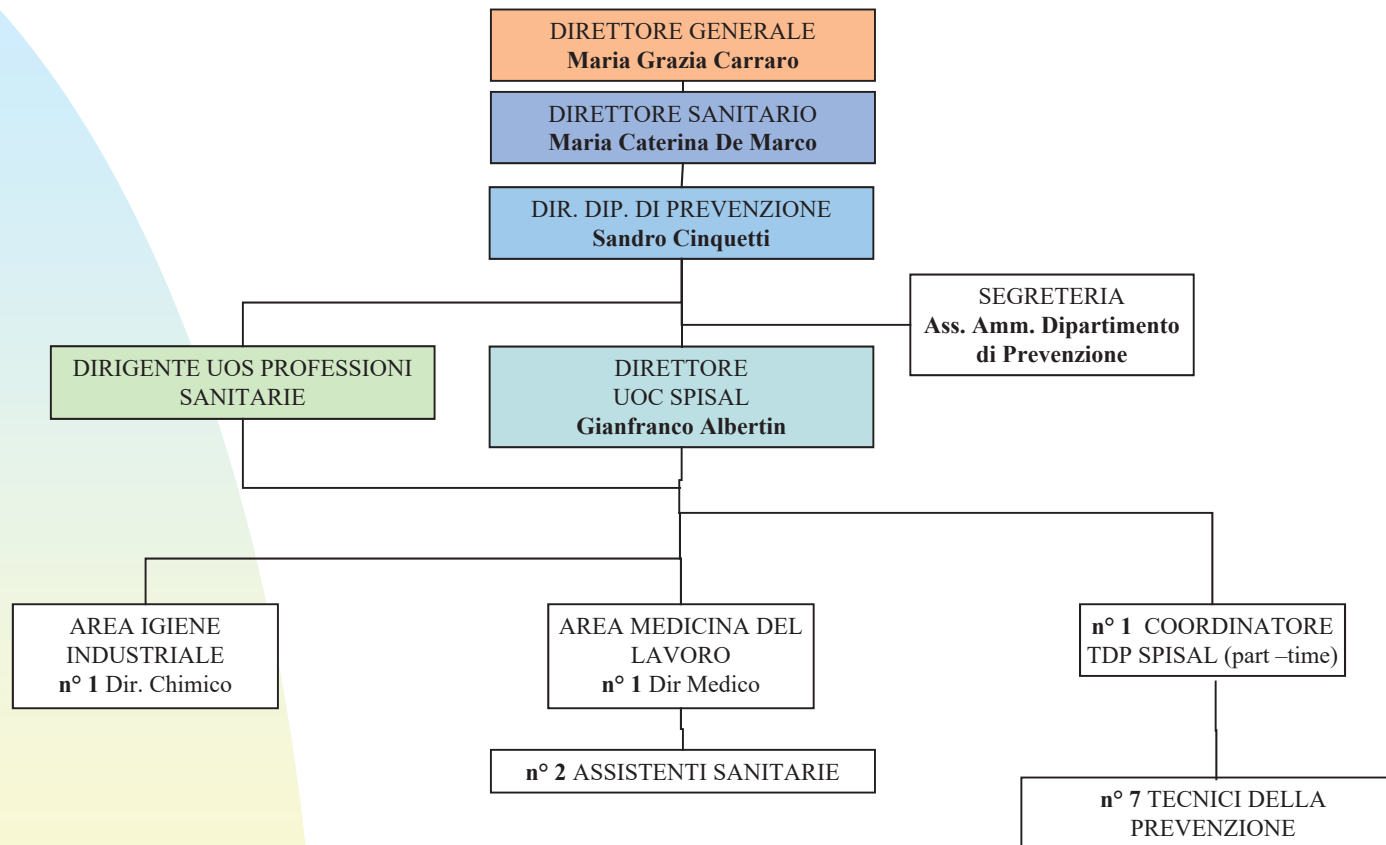 DIRETTORE GENERALE
Maria Grazia Carraro
DIRETTORE SANITARIO
Maria Caterina De Marco
DIR. DIP. DI PREVENZIONE
Sandro Cinquetti
SEGRETERIA
Ass. Amm. Dipartimento
di Prevenzione
DIRIGENTE UOS PROFESSIONI
SANITARIE
DIRETTORE
UOC SPISAL
Gianfranco Albertin
AREA IGIENE
INDUSTRIALE
n° 1 Dir. Chimico
AREA MEDICINA DEL
LAVORO
n° 1 Dir Medico
n° 1 COORDINATORE
TDP SPISAL (part –time)
n° 2 ASSISTENTI SANITARIE
n° 7 TECNICI DELLA
PREVENZIONE